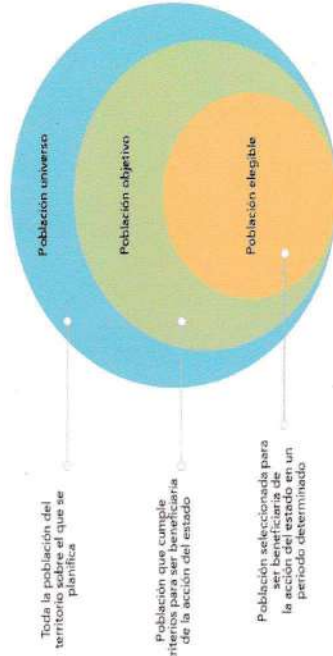 Toda la población del
territorio sobre el que se
planifica
Población universo
Población que cumple
riterios para ser beneficiaria
de la acción del estado
Población objetivo
Población seleccionada para
ser beneficiaria de
la acción del estado en un
periodo determinado
Población elegible